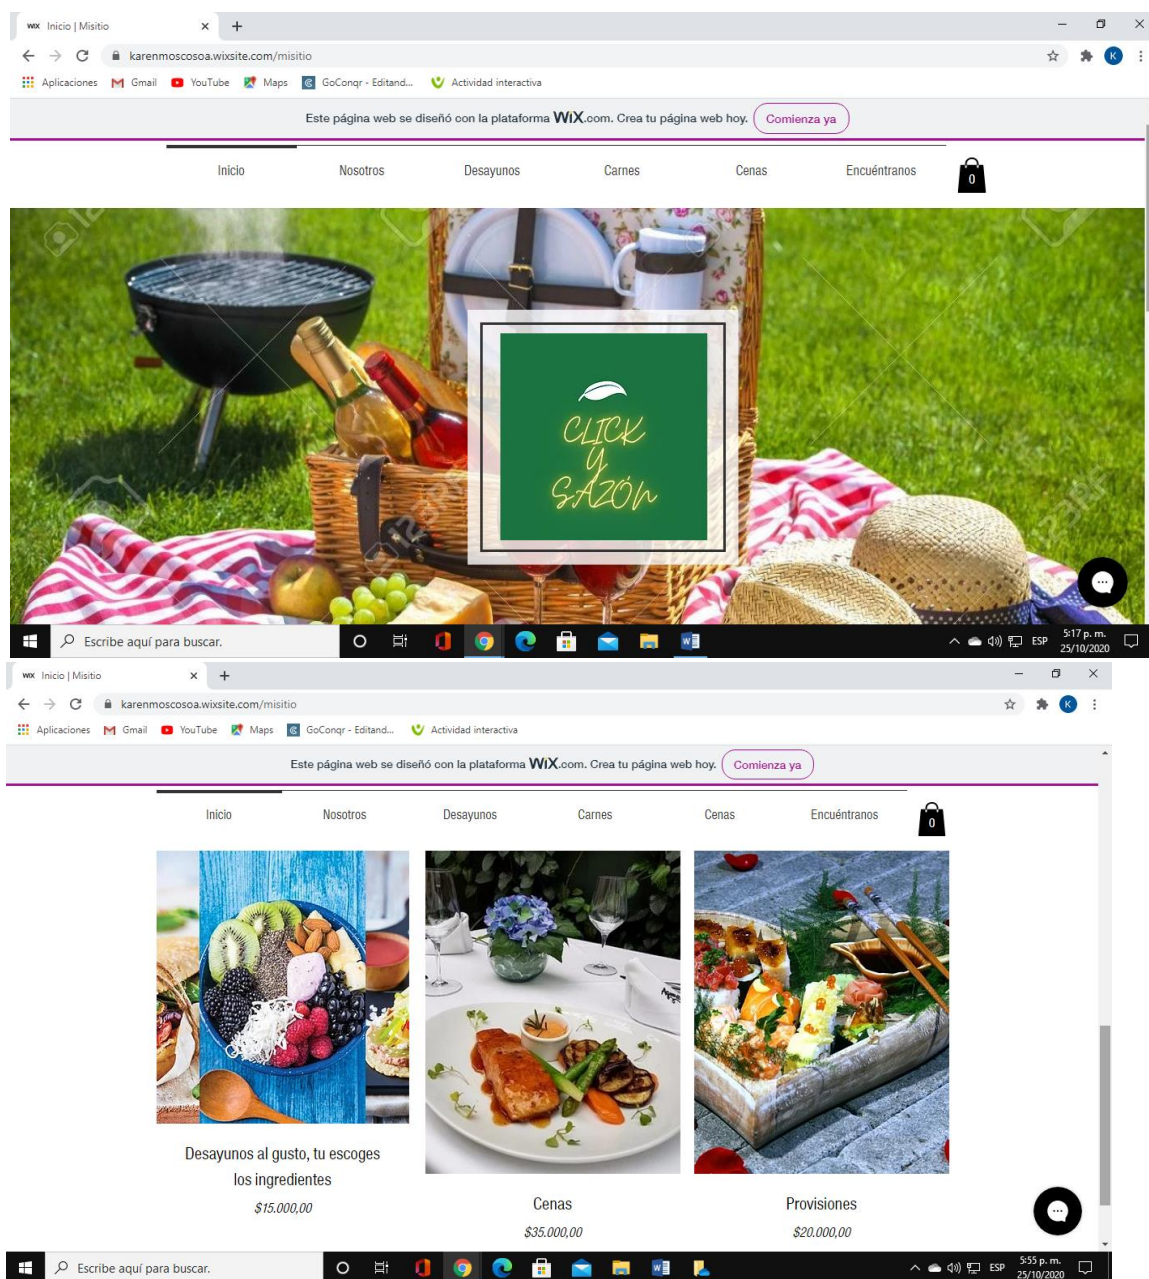 WiX Inicio | Misitio
karenmoscosoa.wixsite.com/misitio
K
Aplicaciones Gmail YouTube Maps GoConqr - Editand... Actividad interactiva
Este página web se diseñó con la plataforma WiX.com. Crea tu página web hoy. Comienza ya
Inicio Nosotros Desayunos Carnes Cenas Encuéntranos 0
CLICK
Y
SAZÓN
123RF
123RF
Escribe aquí para buscar. ESP 5:17 p. m.
25/10/2020
WiX Inicio | Misitio
karenmoscosoa.wixsite.com/misitio
K
Aplicaciones Gmail YouTube Maps GoConqr - Editand... Actividad interactiva
Este página web se diseñó con la plataforma WiX.com. Crea tu página web hoy. Comienza ya
Inicio Nosotros Desayunos Carnes Cenas Encuéntranos 0
Desayunos al gusto, tu escoges
los ingredientes
$15.000,00
Cenas
$35.000,00
Provisiones
$20.000,00
Escribe aquí para buscar. ESP 5:55 p. m.
25/10/2020